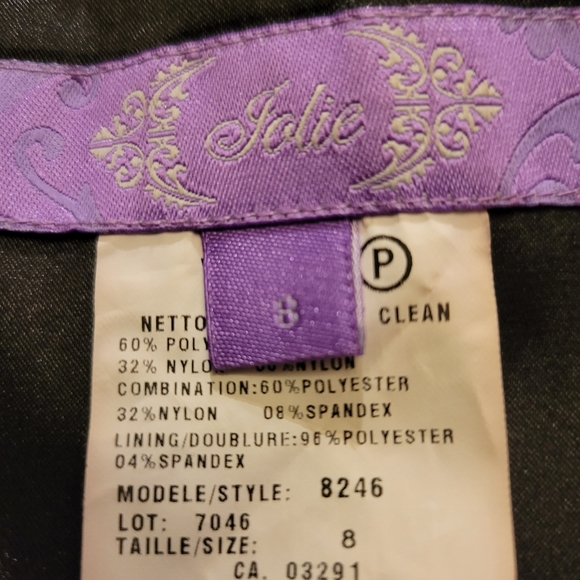 Jolie
8
P
NETTO CLEAN
60% POLY
32% NYLO NYLON
COMBINATION:60%POLYESTER
32%NYLON 08%SPANDEX
LINING/DOUBLURE:96%POLYESTER
04%SPANDEX
MODELE/STYLE: 8246
LOT: 7046
TAILLE/SIZE: 8
CA. 03291